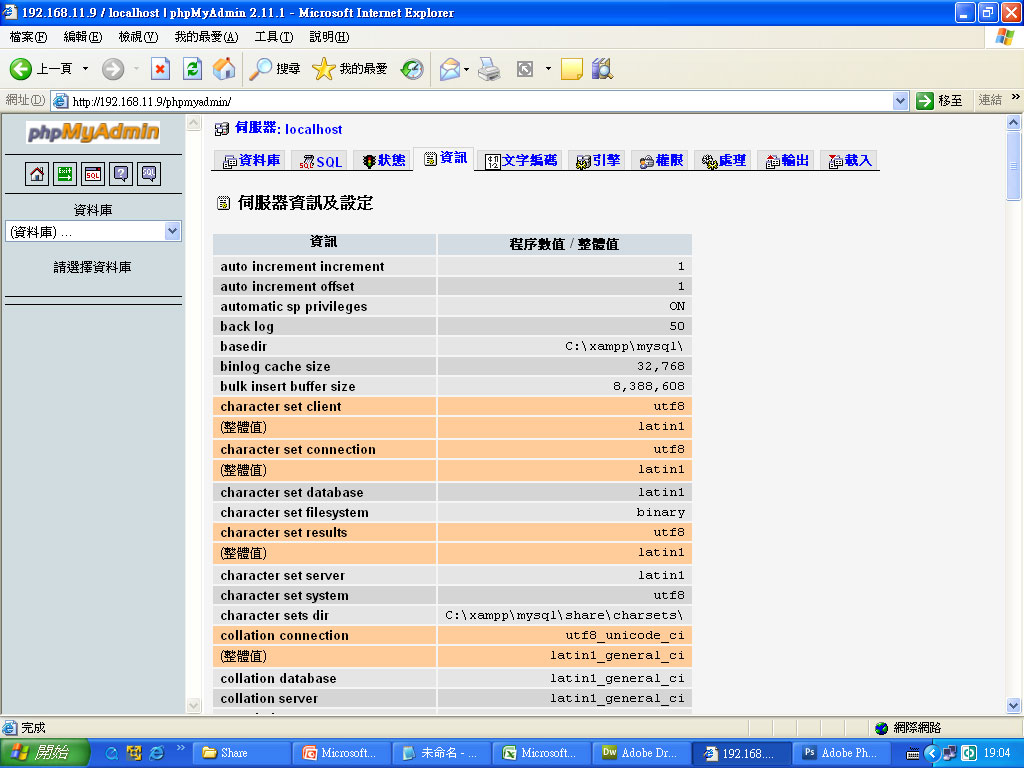 192.168.11.9 / localhost | phpMyAdmin 2.11.1 - Microsoft Internet Explorer
檔案(F) 編輯(E) 檢視(V) 我的最愛(A) 工具(T) 說明(H)
上一頁 搜尋 我的最愛
網址(D) http://192.168.11.9/phpmyadmin/ 移至 連結 »
phpMyAdmin
Exit SQL ? SQL
資料庫
(資料庫) ...
請選擇資料庫
伺服器: localhost
資料庫 SQL 狀態 資訊 文字編碼 引擎 權限 處理 輸出 載入
伺服器資訊及設定
資訊 程序數值 / 整體值
auto increment increment 1
auto increment offset 1
automatic sp privileges ON
back log 50
basedir C:\xampp\mysql\
binlog cache size 32,768
bulk insert buffer size 8,388,608
character set client utf8
(整體值) latin1
character set connection utf8
(整體值) latin1
character set database latin1
character set filesystem binary
character set results utf8
(整體值) latin1
character set server latin1
character set system utf8
character sets dir C:\xampp\mysql\share\charsets\
collation connection utf8_unicode_ci
(整體值) latin1_general_ci
collation database latin1_general_ci
collation server latin1_general_ci
完成 網際網路
開始 » Share Microsoft... 未命名 - ... Microsoft... Adobe Dr... 192.168.... Adobe Ph... 19:04